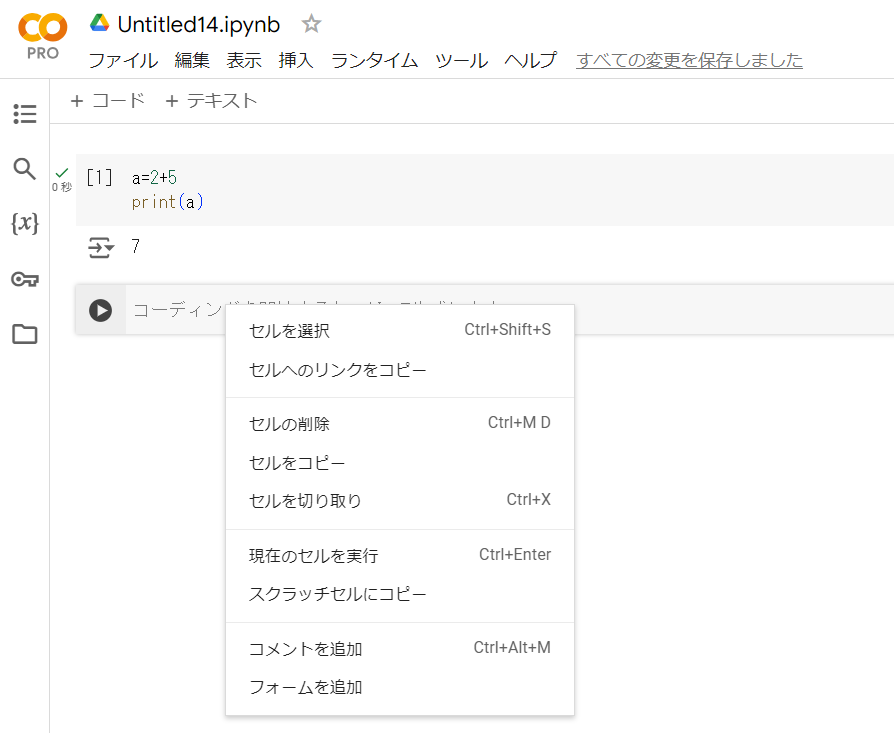 CO
PRO
Untitled14.ipynb
ファイル 編集 表示 挿入 ランタイム ツール ヘルプ すべての変更を保存しました
+ コード + テキスト
{x}
0 秒
[1] a=2+5
print(a)
7
コーディン
セルを選択 Ctrl+Shift+S
セルへのリンクをコピー
セルの削除 Ctrl+M D
セルをコピー
セルを切り取り Ctrl+X
現在のセルを実行 Ctrl+Enter
スクラッチセルにコピー
コメントを追加 Ctrl+Alt+M
フォームを追加